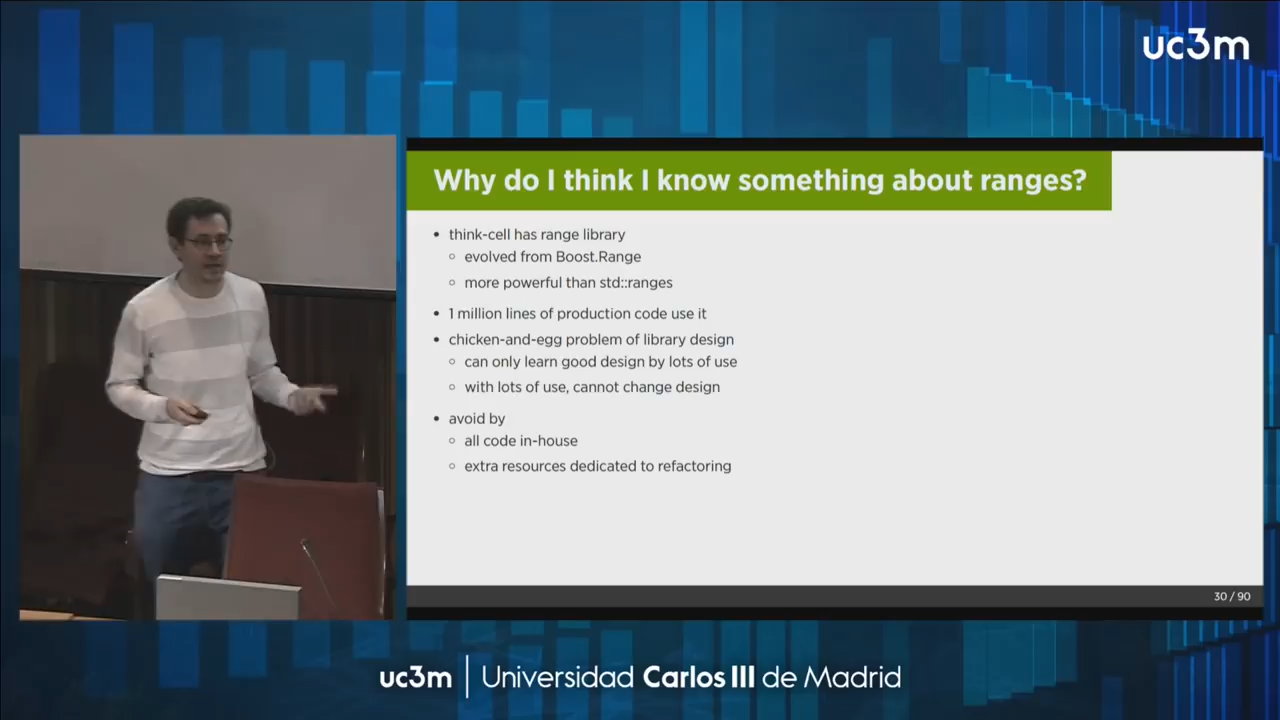 uc3m
Why do I think I know something about ranges?
• think-cell has range library
◦ evolved from Boost.Range
◦ more powerful than std::ranges
• 1 million lines of production code use it
• chicken-and-egg problem of library design
◦ can only learn good design by lots of use
◦ with lots of use, cannot change design
• avoid by
◦ all code in-house
◦ extra resources dedicated to refactoring
30 / 90
uc3m | Universidad Carlos III de Madrid